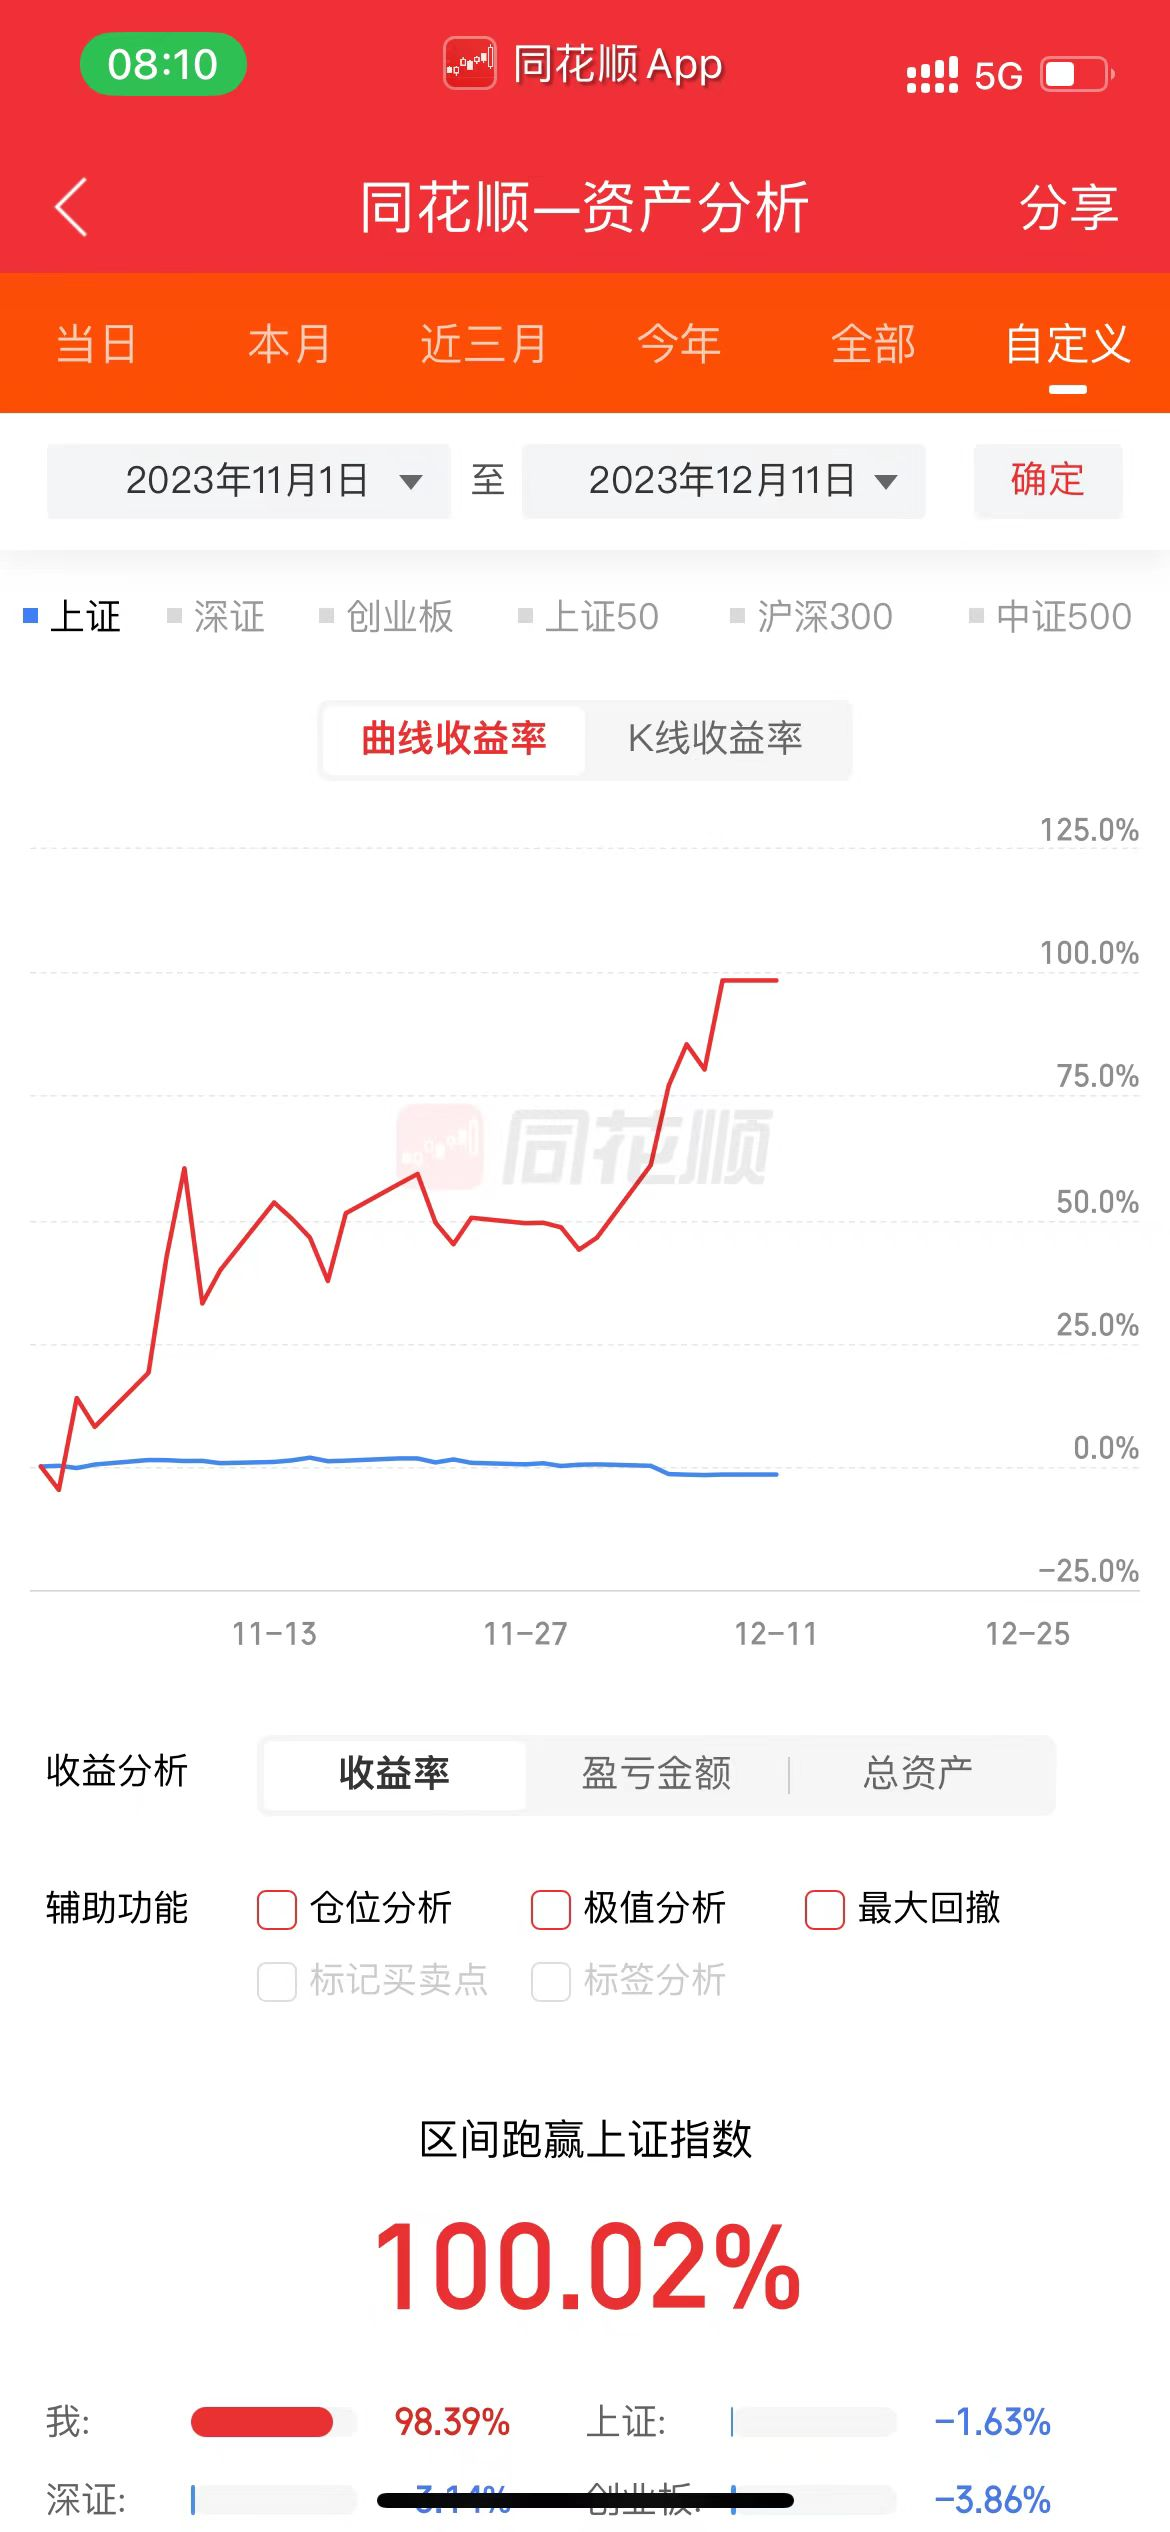 08:10 同花顺App 5G
同花顺—资产分析 分享
当日 本月 近三月 今年 全部 自定义
2023年11月1日 至 2023年12月11日 确定
上证 深证 创业板 上证50 沪深300 中证500
曲线收益率 K线收益率
125.0%
100.0%
75.0%
同花顺
50.0%
25.0%
0.0%
-25.0%
11-13 11-27 12-11 12-25
收益分析 收益率 盈亏金额 总资产
辅助功能 仓位分析 极值分析 最大回撤
标记买卖点 标签分析
区间跑赢上证指数
100.02%
我: 98.39% 上证: -1.63%
深证: -3.14% 创业板: -3.86%